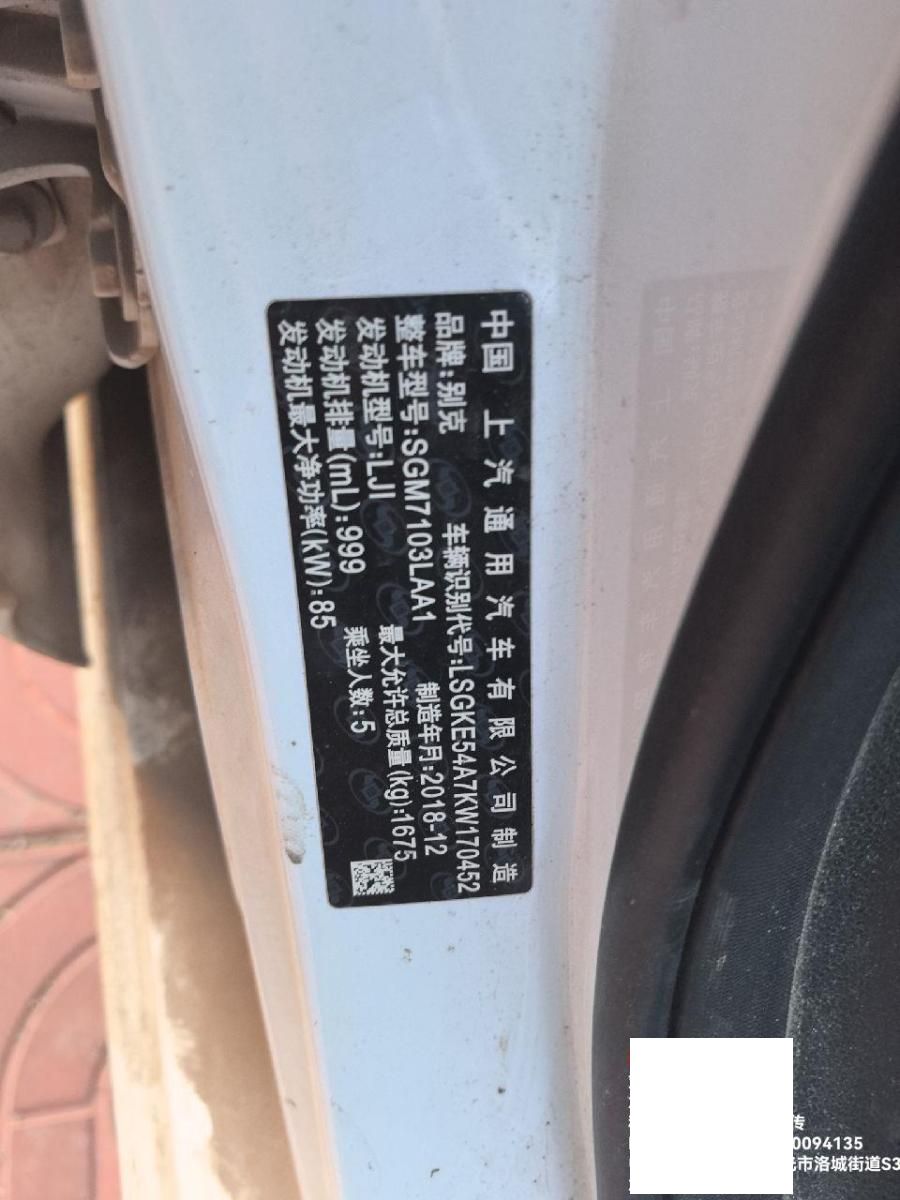 中国 上汽通用汽车有限公司制造
品牌:别克 车辆识别代号:LSGKE54A7KW170452
整车型号:SGM7103LAA1 制造年月:2018-12
发动机型号:LJI 最大允许总质量(kg):1675
发动机排量(mL):999 乘坐人数:5
发动机最大净功率(kW):85
传
0094135
市洛城街道S3